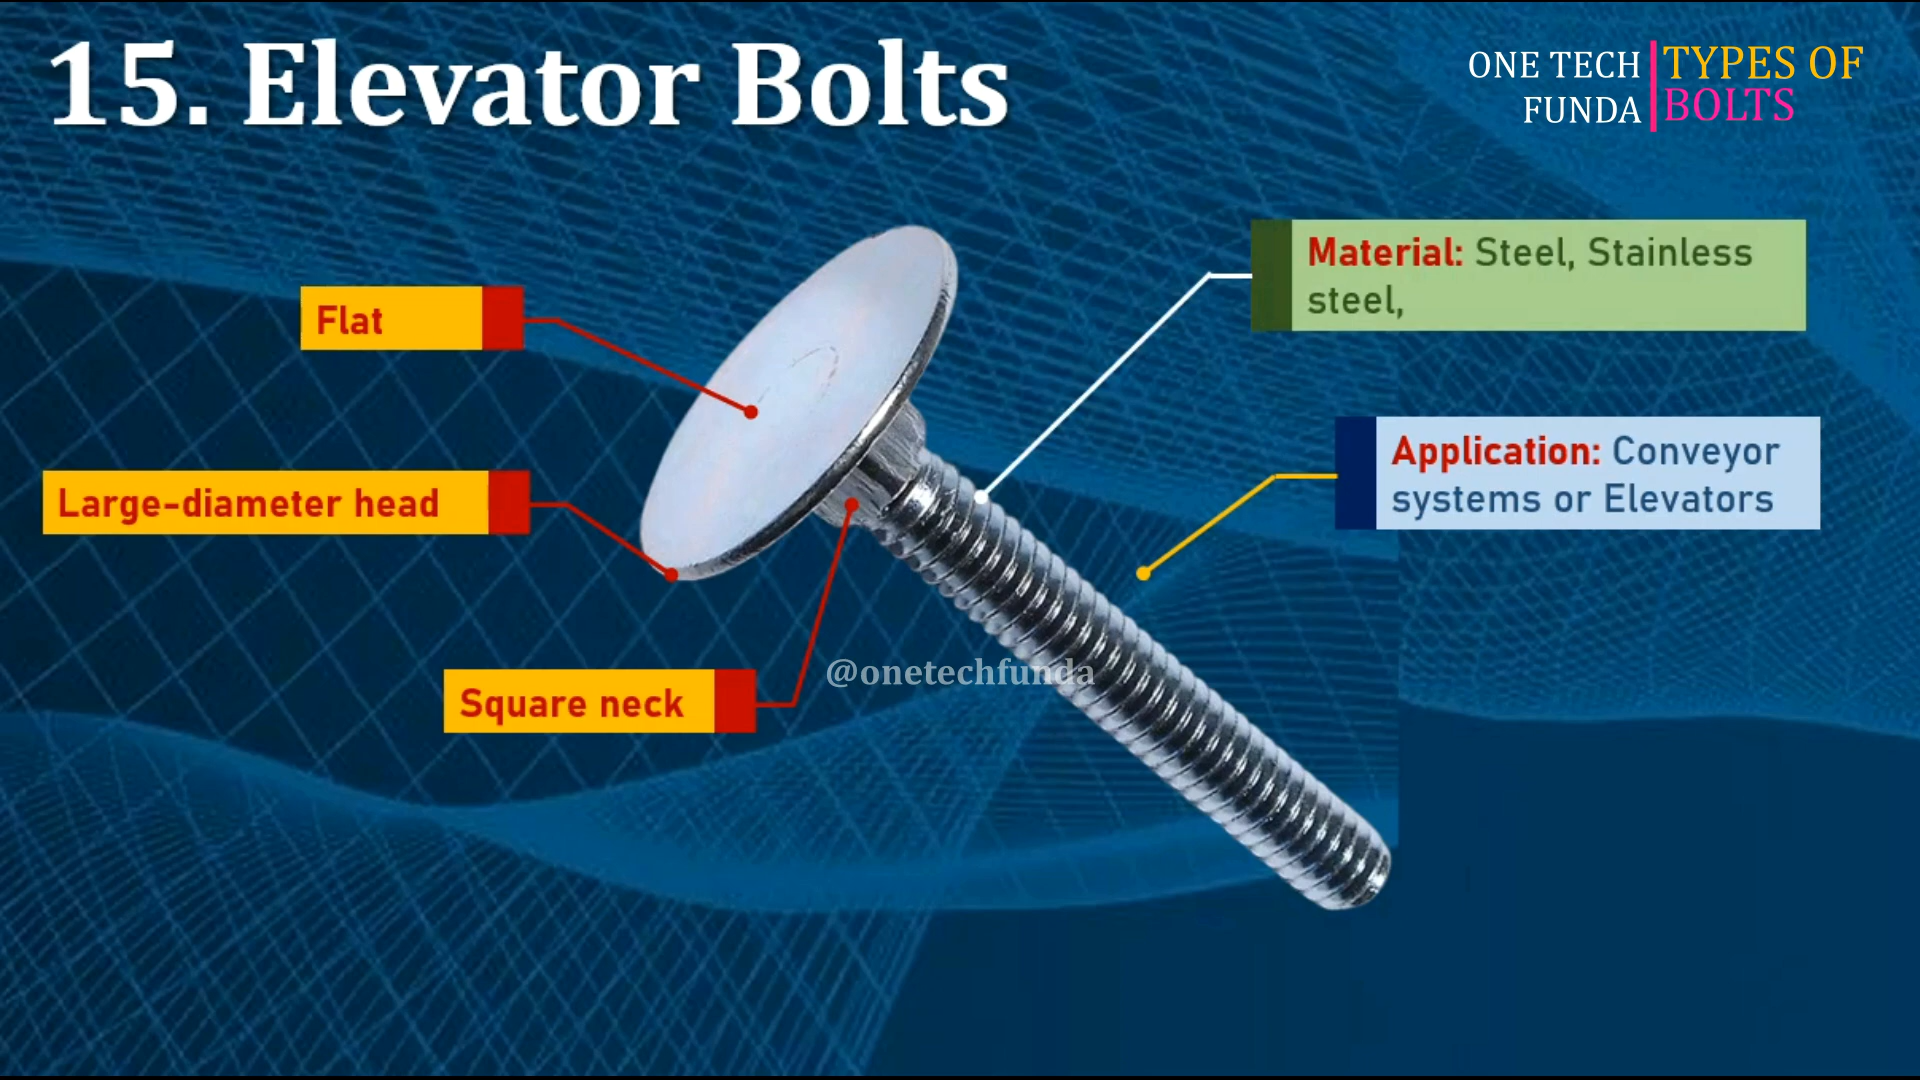 15. Elevator Bolts
ONE TECH
FUNDA
TYPES OF
BOLTS
Flat
Large-diameter head
Square neck
Material: Steel, Stainless
steel,
Application: Conveyor
systems or Elevators
@onetechfunda